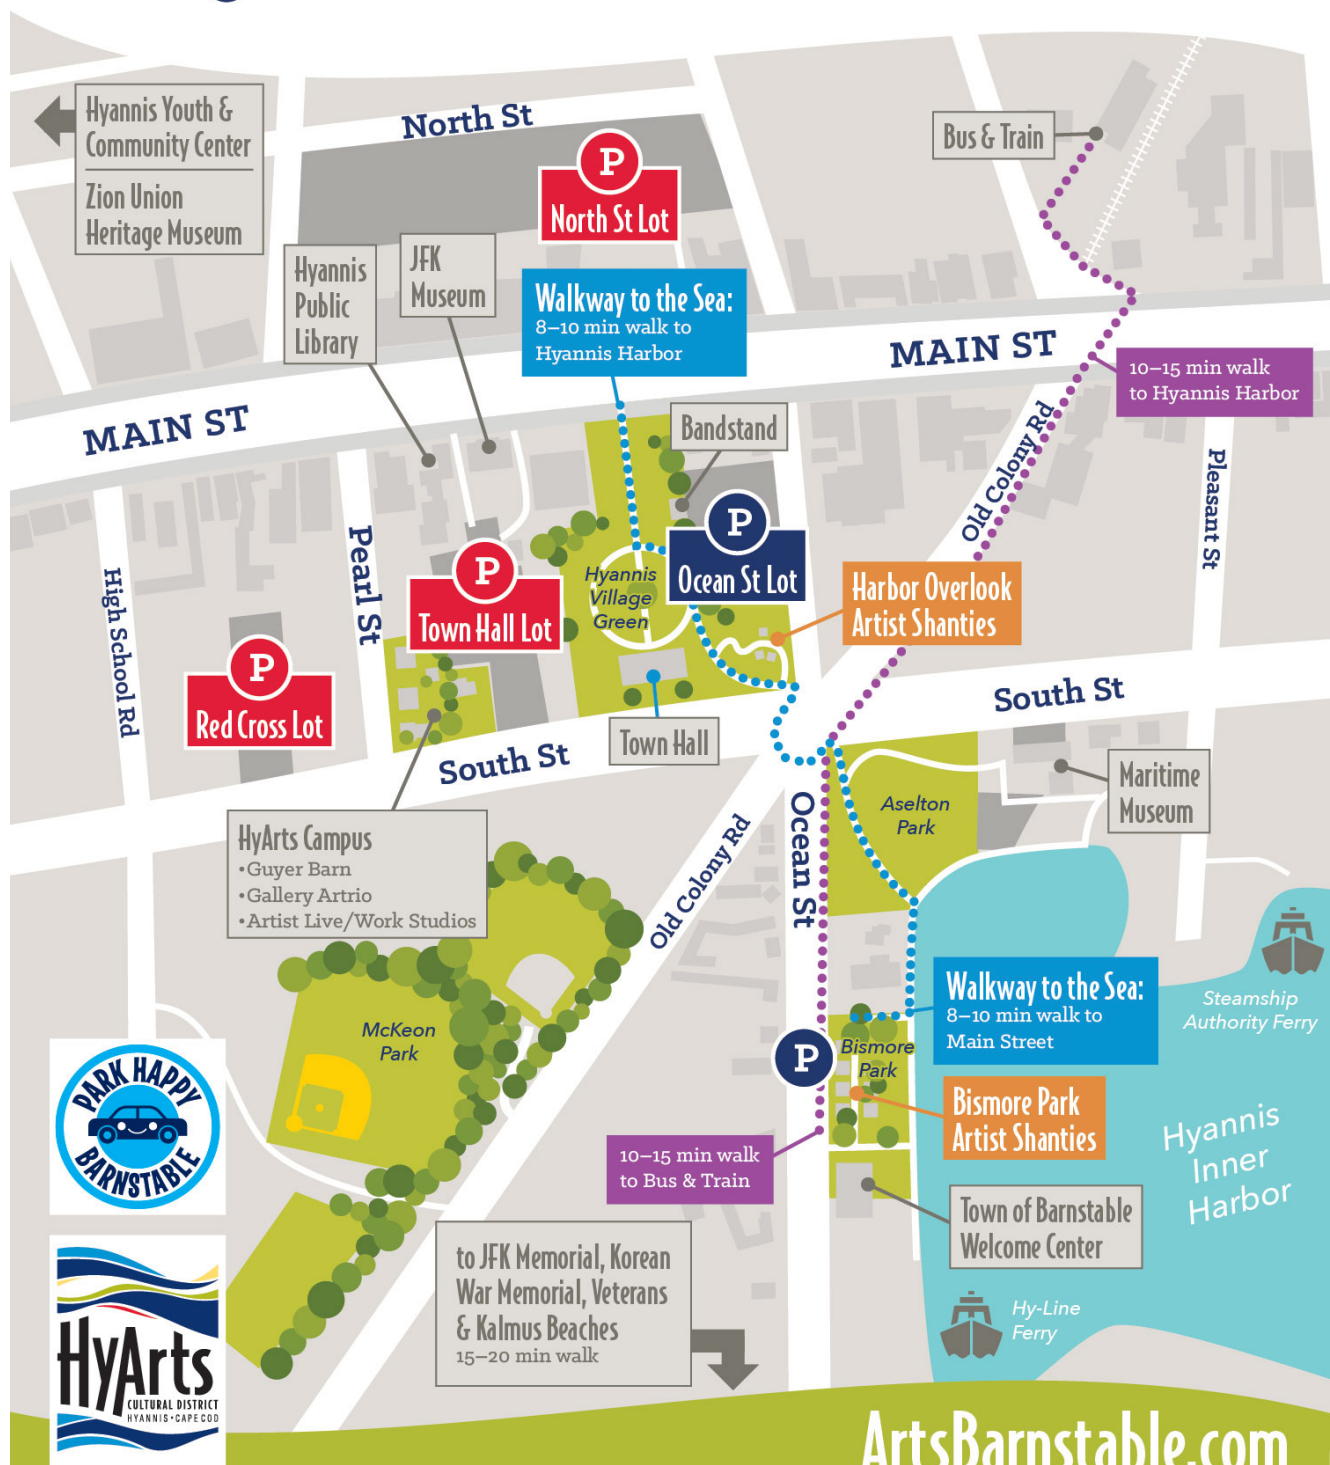 Hyannis Youth &
Community Center
Zion Union
Heritage Museum
North St
P
North St Lot
Bus & Train
Hyannis
Public
Library
JFK
Museum
Walkway to the Sea:
8–10 min walk to
Hyannis Harbor
MAIN ST
10–15 min walk
to Hyannis Harbor
MAIN ST
Bandstand
Old Colony Rd
Pleasant St
Pearl St
High School Rd
P
Town Hall Lot
Hyannis
Village
Green
P
Ocean St Lot
Harbor Overlook
Artist Shanties
P
Red Cross Lot
South St
Town Hall
South St
Maritime
Museum
Aselton
Park
Ocean St
Old Colony Rd
HyArts Campus
•Guyer Barn
•Gallery Artrio
•Artist Live/Work Studios
McKeon
Park
Walkway to the Sea:
8–10 min walk to
Main Street
Steamship
Authority Ferry
P
Bismore
Park
Bismore Park
Artist Shanties
Hyannis
Inner
Harbor
10–15 min walk
to Bus & Train
Town of Barnstable
Welcome Center
PARK HAPPY
BARNSTABLE
to JFK Memorial, Korean
War Memorial, Veterans
& Kalmus Beaches
15–20 min walk
Hy-Line
Ferry
HyArts
CULTURAL DISTRICT
HYANNIS • CAPE COD
ArtsBarnstable.com